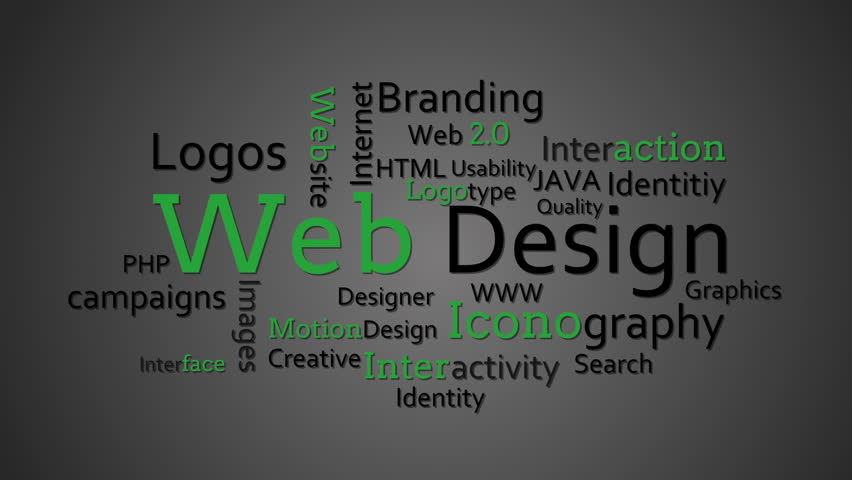 Branding
Internet
Website
Web 2.0
Logos
Interaction
HTML Usability
JAVA Identitiy
Logotype
Quality
Web Design
PHP
campaigns
Images
Designer
WWW
Graphics
MotionDesign
Iconography
Interface
Creative
Interactivity
Search
Identity